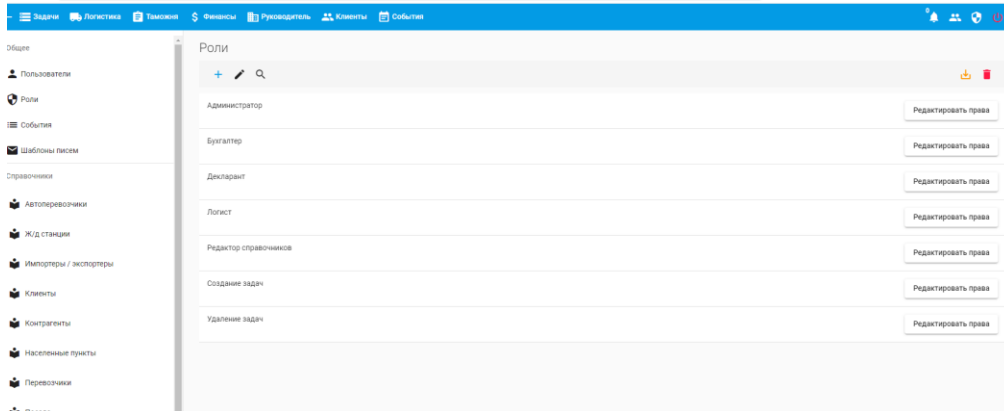 Задачи Логистика Таможня Финансы Руководитель Клиенты События 0
Общее
Пользователи
Роли
События
Шаблоны писем
Справочники
Автоперевозчики
Ж/д станции
Импортеры / экспортеры
Клиенты
Контрагенты
Населенные пункты
Перевозчики
Роли
Администратор Редактировать права
Бухгалтер Редактировать права
Декларант Редактировать права
Логист Редактировать права
Редактор справочников Редактировать права
Создание задач Редактировать права
Удаление задач Редактировать права